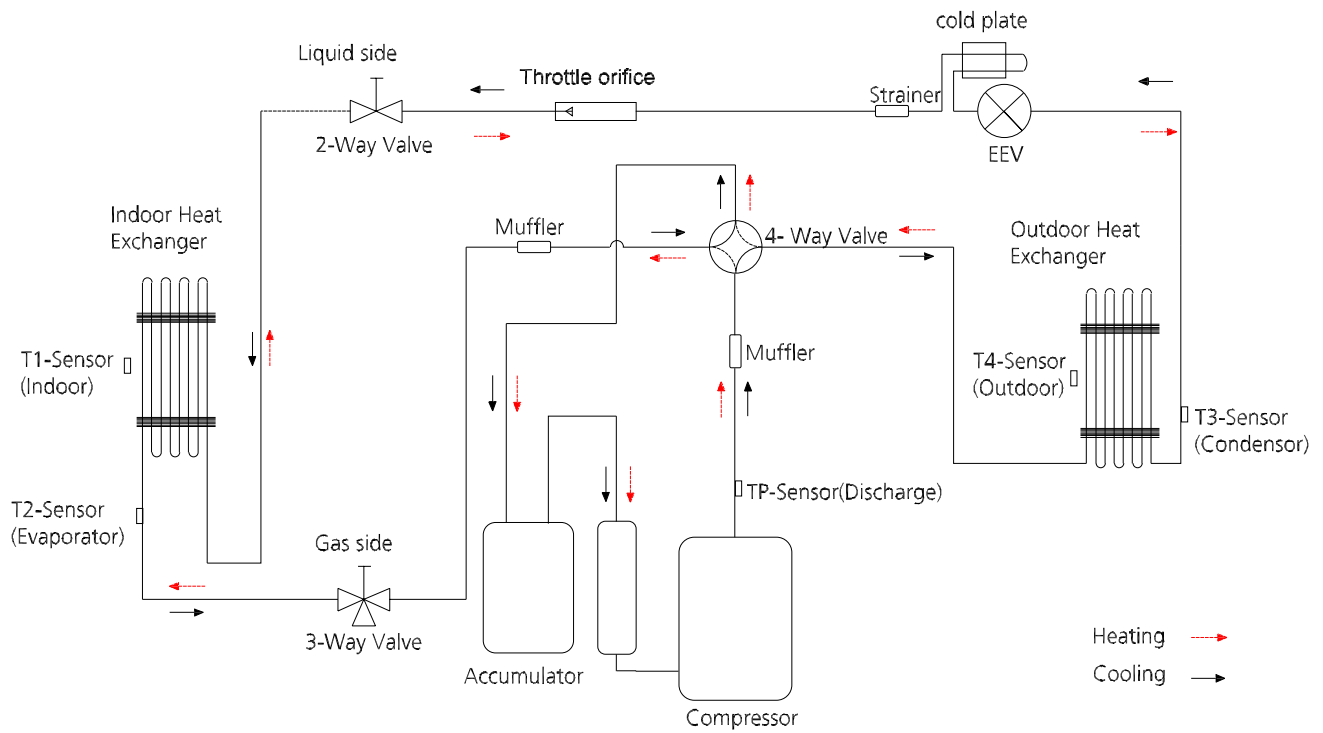 cold plate
Liquid side
Throttle orifice
Strainer
2-Way Valve
EEV
Indoor Heat
Exchanger
Muffler
4- Way Valve
Outdoor Heat
Exchanger
T1-Sensor
(Indoor)
Muffler
T4-Sensor
(Outdoor)
T3-Sensor
(Condensor)
TP-Sensor(Discharge)
T2-Sensor
(Evaporator)
Gas side
3-Way Valve
Accumulator
Compressor
Heating
Cooling